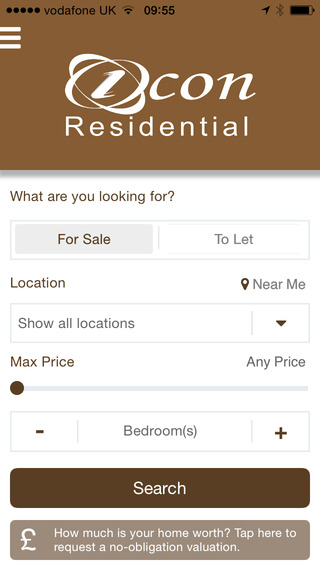 vodafone UK 09:55
icon
Residential
What are you looking for?
For Sale To Let
Location Near Me
Show all locations
Max Price Any Price
- Bedroom(s) +
Search
£ How much is your home worth? Tap here to
request a no-obligation valuation.